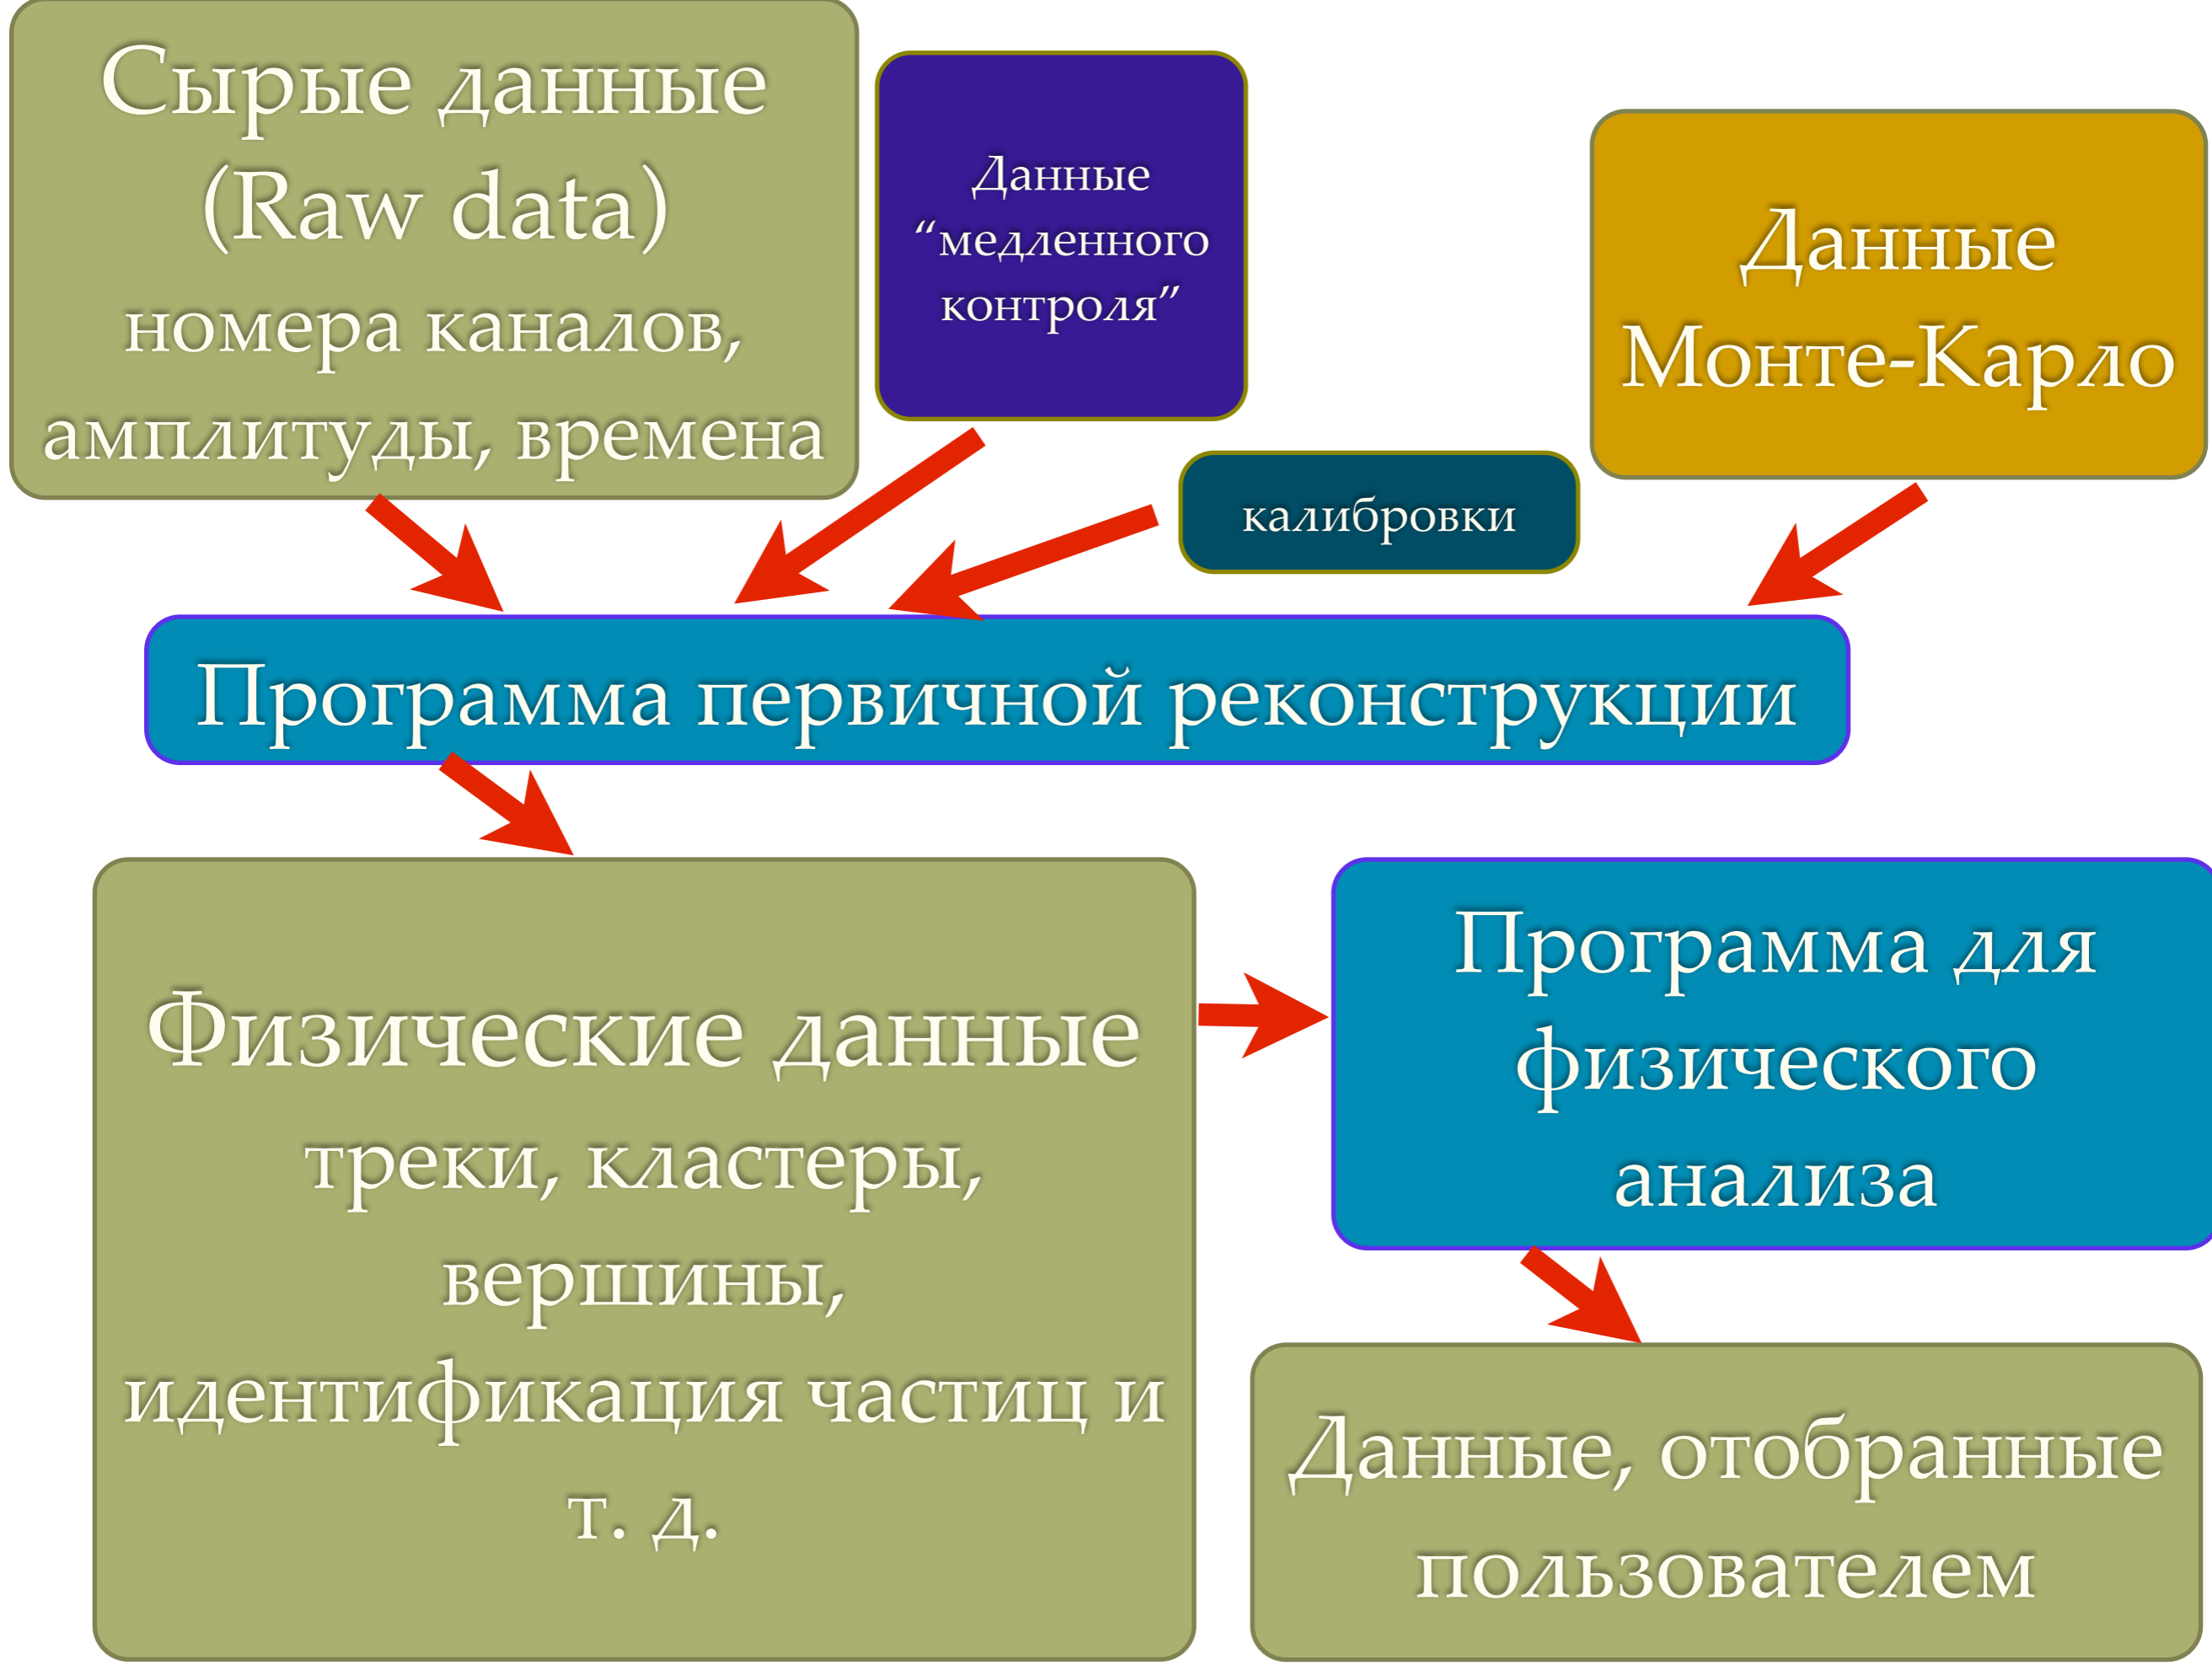 Сырые данные
(Raw data)
номера каналов,
амплитуды, времена
Данные
“медленного
контроля”
Данные
Монте-Карло
калибровки
Программа первичной реконструкции
Физические данные
треки, кластеры,
вершины,
идентификация частиц и
т. д.
Программа для
физического
анализа
Данные, отобранные
пользователем